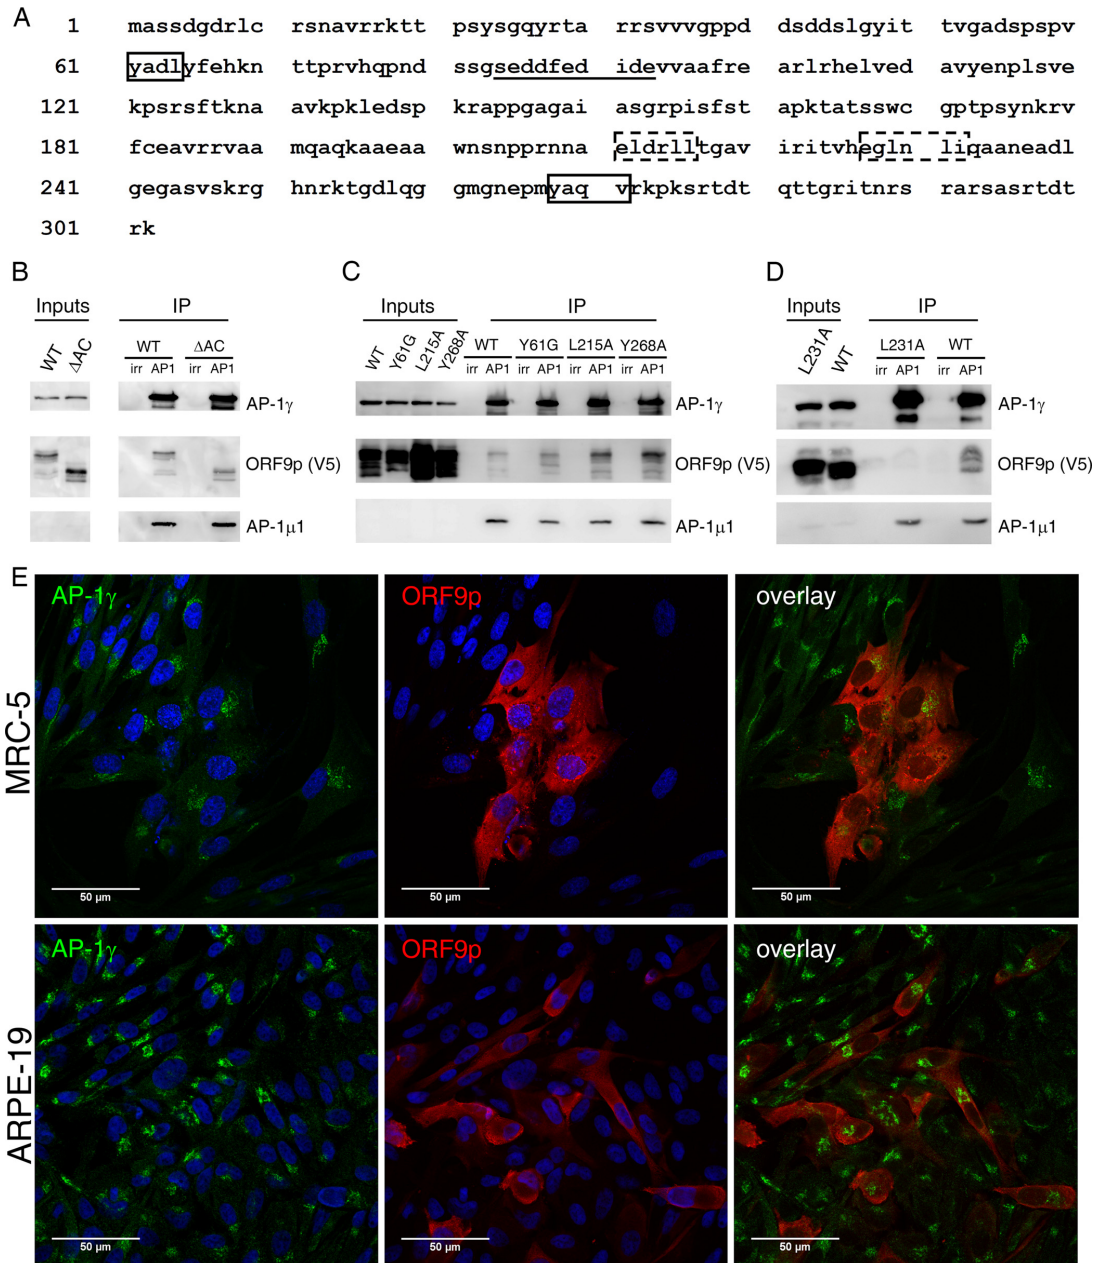 A
1 massdgdrlc rsnavrrktt psysgqyrta rrsvvvgppd dsddslgyit tvgadspspv
61 yadlyfehkn ttprvhqpnd ssgseddfed idevvaafre arlrhelved avyenplsve
121 kpsrsftkna avkpkledsp krappgagai asgrpisfst apktatsswc gptpsynkrv
181 fceavrrvaa mqaqkaaeaa wnsnpprnna eldrlltgav iritvhegln liqaaneadl
241 gegasvskrg hnrktgdlqg gmgnepmyaq vrkpksrtdt qttgritnrs rarsasrtdt
301 rk
B
Inputs IP
WT ΔAC WT ΔAC
irr AP1 irr AP1
AP-1γ
ORF9p (V5)
AP-1µ1
C
Inputs IP
WT Y61G L215A Y268A WT Y61G L215A Y268A
irr AP1 irr AP1 irr AP1 irr AP1
AP-1γ
ORF9p (V5)
AP-1µ1
D
Inputs IP
L231A WT L231A WT
irr AP1 irr AP1
AP-1γ
ORF9p (V5)
AP-1µ1
E
MRC-5
AP-1γ ORF9p overlay
50 µm 50 µm 50 µm
ARPE-19
AP-1γ ORF9p overlay
50 µm 50 µm 50 µm